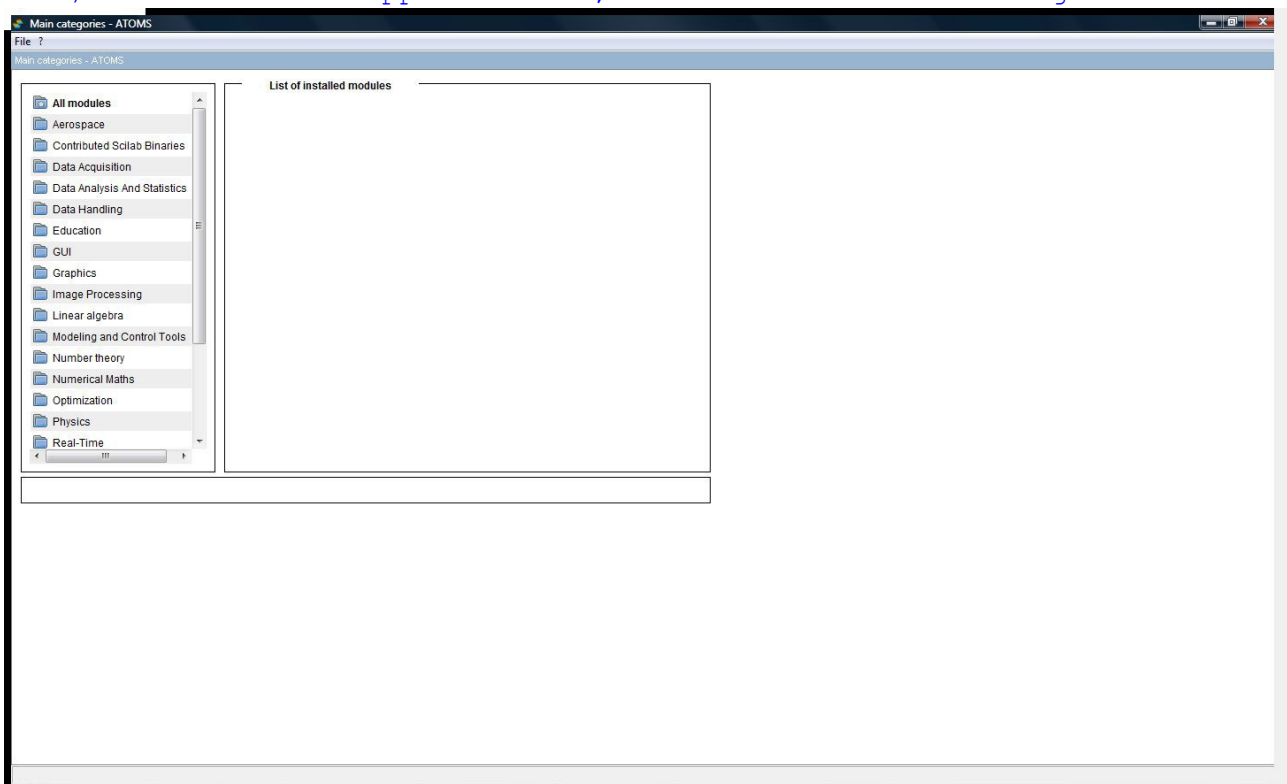 Main categories - ATOMS
File ?
Main categories - ATOMS
List of installed modules
All modules
Aerospace
Contributed Scilab Binaries
Data Acquisition
Data Analysis And Statistics
Data Handling
Education
GUI
Graphics
Image Processing
Linear algebra
Modeling and Control Tools
Number theory
Numerical Maths
Optimization
Physics
Real-Time